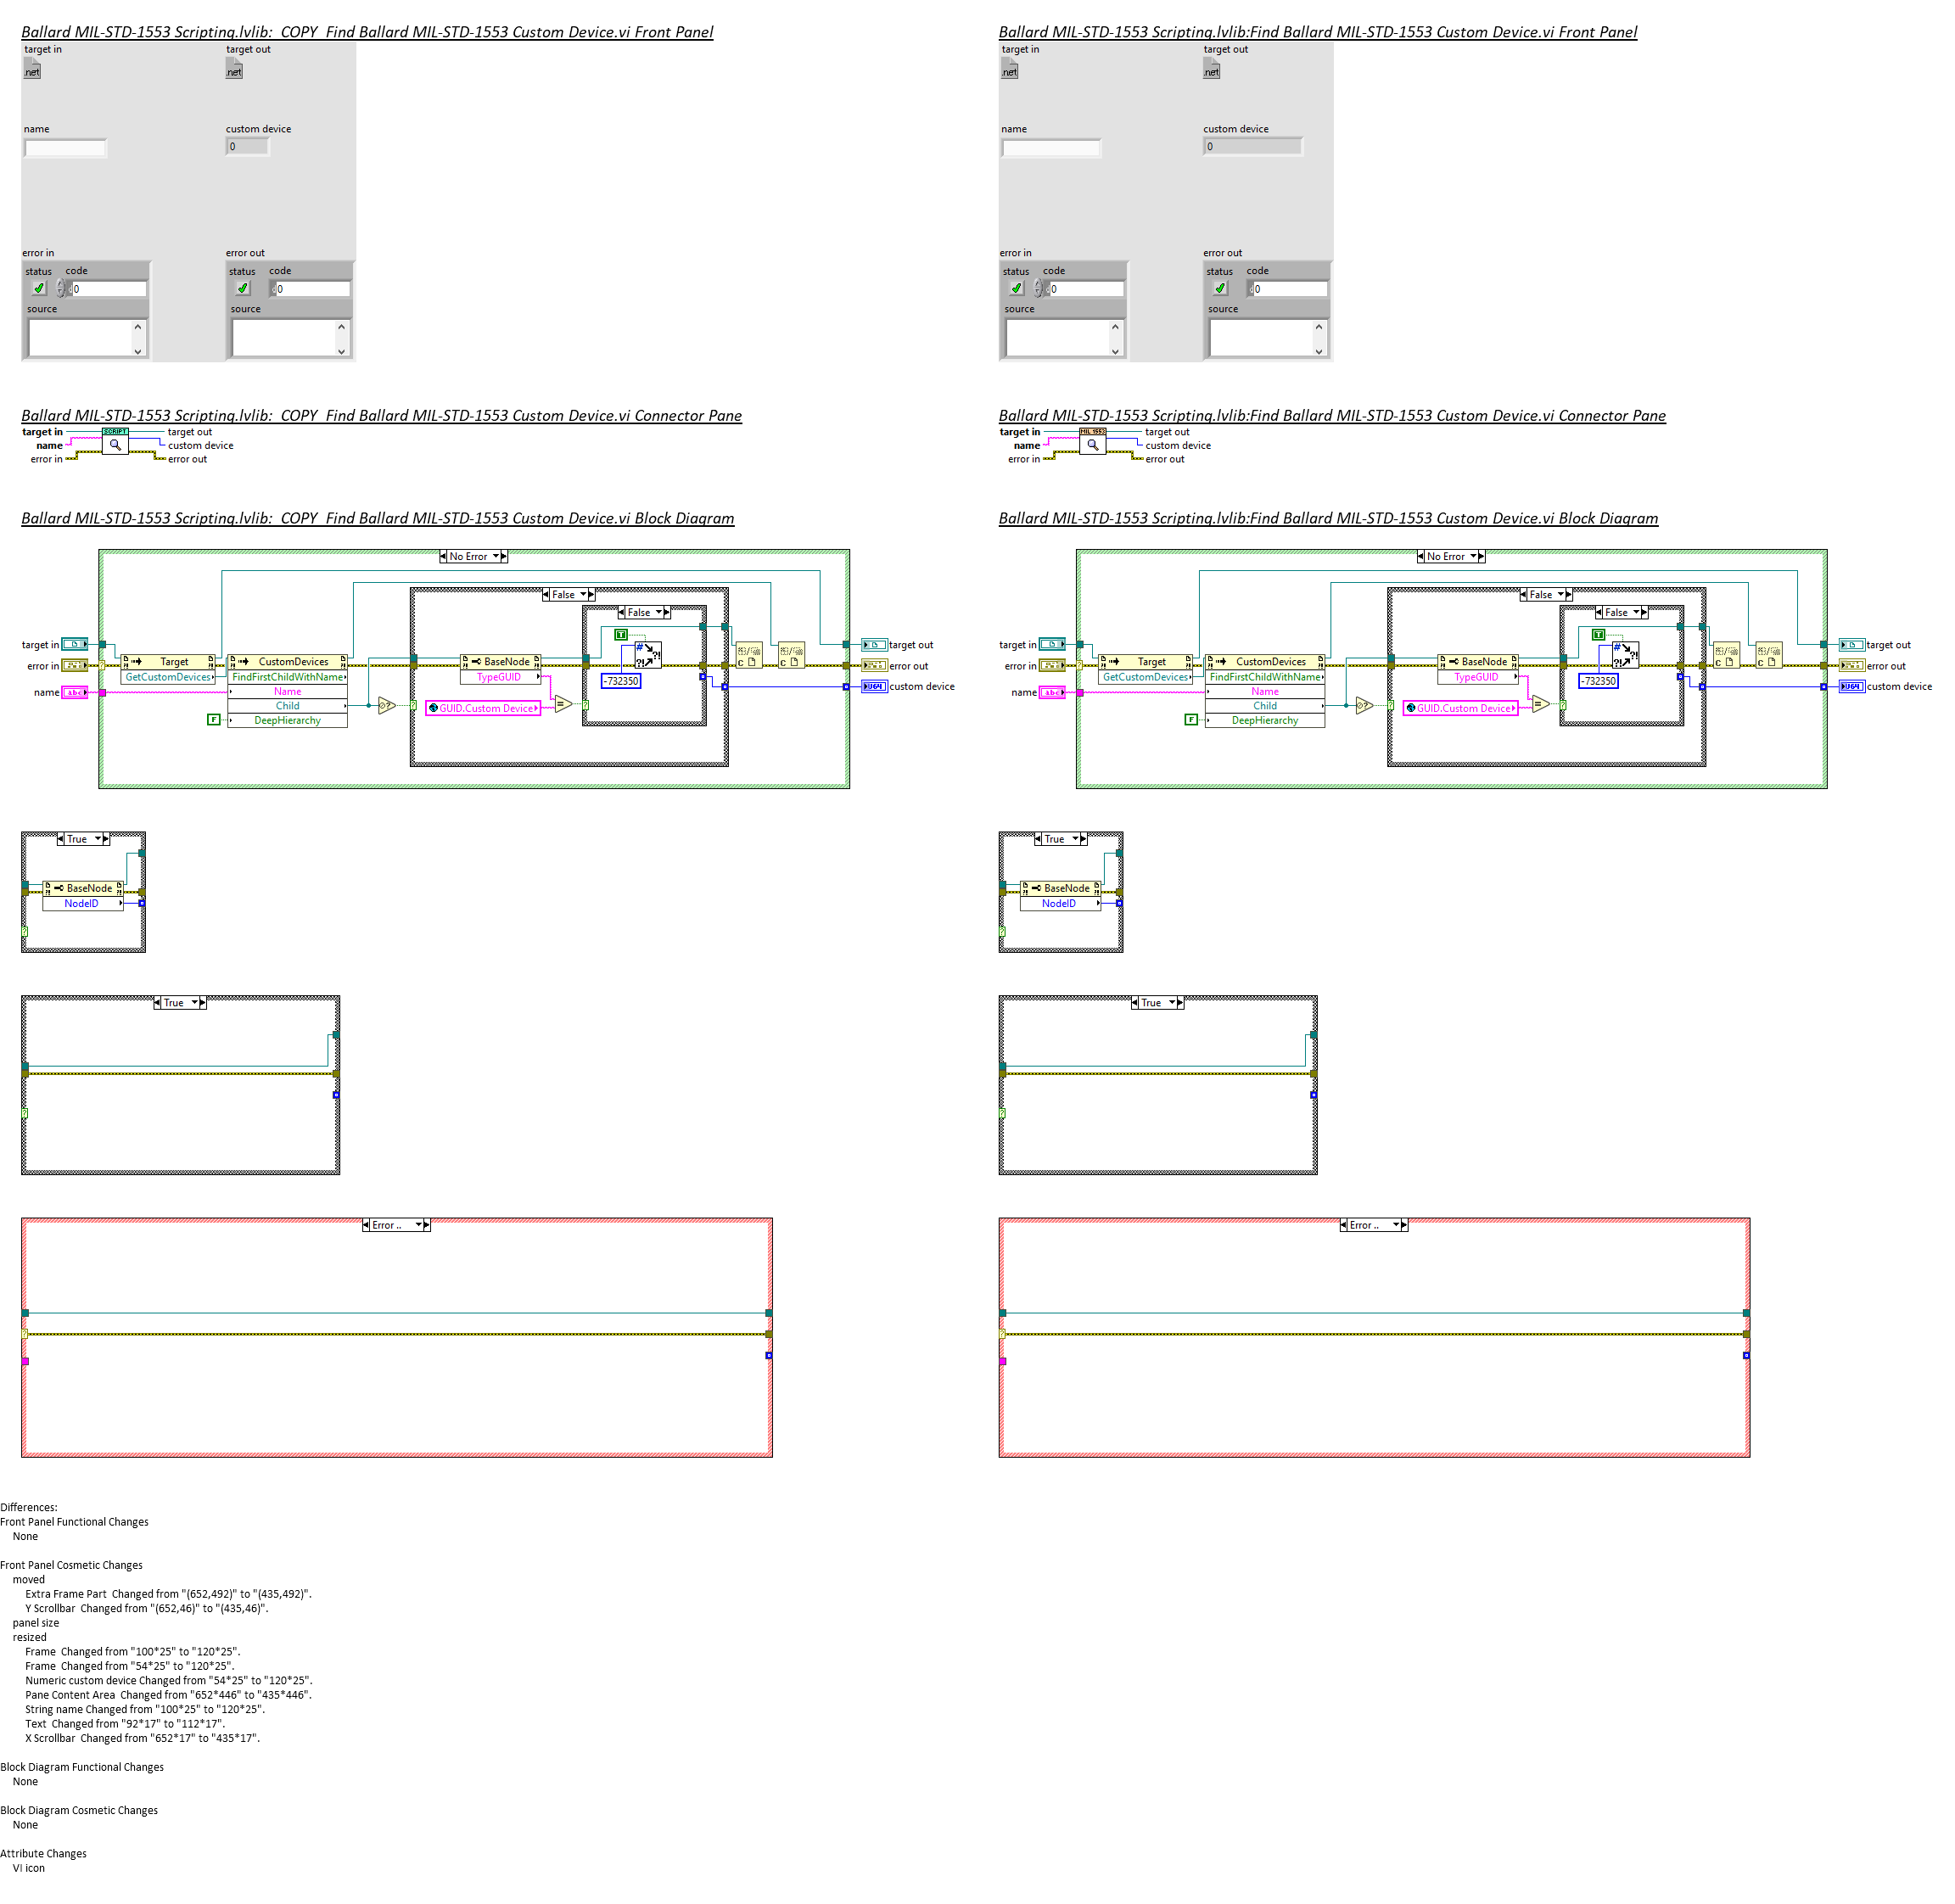 Ballard MIL-STD-1553 Scripting.lvlib:  COPY  Find Ballard MIL-STD-1553 Custom Device.vi Front Panel
target in
target out
.net
.net
name
custom device
0
error in
error out
status
code
status
code
0
0
source
source
Ballard MIL-STD-1553 Scripting.lvlib:Find Ballard MIL-STD-1553 Custom Device.vi Front Panel
target in
target out
.net
.net
name
custom device
0
error in
error out
status
code
status
code
0
0
source
source
Ballard MIL-STD-1553 Scripting.lvlib:  COPY  Find Ballard MIL-STD-1553 Custom Device.vi Connector Pane
target in
SCRIPT
target out
name
custom device
error in
error out
Ballard MIL-STD-1553 Scripting.lvlib:Find Ballard MIL-STD-1553 Custom Device.vi Connector Pane
target in
MIL 1553
target out
name
custom device
error in
error out
Ballard MIL-STD-1553 Scripting.lvlib:  COPY  Find Ballard MIL-STD-1553 Custom Device.vi Block Diagram
No Error
False
False
T
target in
target out
error in
Target
CustomDevices
BaseNode
error out
GetCustomDevices
FindFirstChildWithName
TypeGUID
-732350
name
abc
Name
U64
custom device
Child
GUID.Custom Device
=
F
DeepHierarchy
Ballard MIL-STD-1553 Scripting.lvlib:Find Ballard MIL-STD-1553 Custom Device.vi Block Diagram
No Error
False
False
T
target in
target out
error in
Target
CustomDevices
BaseNode
error out
GetCustomDevices
FindFirstChildWithName
TypeGUID
-732350
name
abc
Name
U64
custom device
Child
GUID.Custom Device
=
F
DeepHierarchy
True
BaseNode
NodeID
True
BaseNode
NodeID
True
True
Error ..
Error ..
Differences:
Front Panel Functional Changes
None
Front Panel Cosmetic Changes
moved
Extra Frame Part  Changed from "(652,492)" to "(435,492)".
Y Scrollbar  Changed from "(652,46)" to "(435,46)".
panel size
resized
Frame  Changed from "100*25" to "120*25".
Frame  Changed from "54*25" to "120*25".
Numeric custom device Changed from "54*25" to "120*25".
Pane Content Area  Changed from "652*446" to "435*446".
String name Changed from "100*25" to "120*25".
Text  Changed from "92*17" to "112*17".
X Scrollbar  Changed from "652*17" to "435*17".
Block Diagram Functional Changes
None
Block Diagram Cosmetic Changes
None
Attribute Changes
VI icon